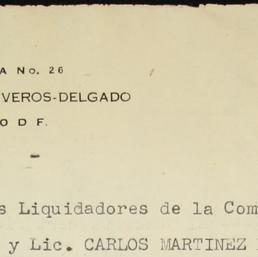 A No. 26
VEROS-DELGADO
O D F.
s Liquidadores de la Com
y Lic. CARLOS MARTINEZ